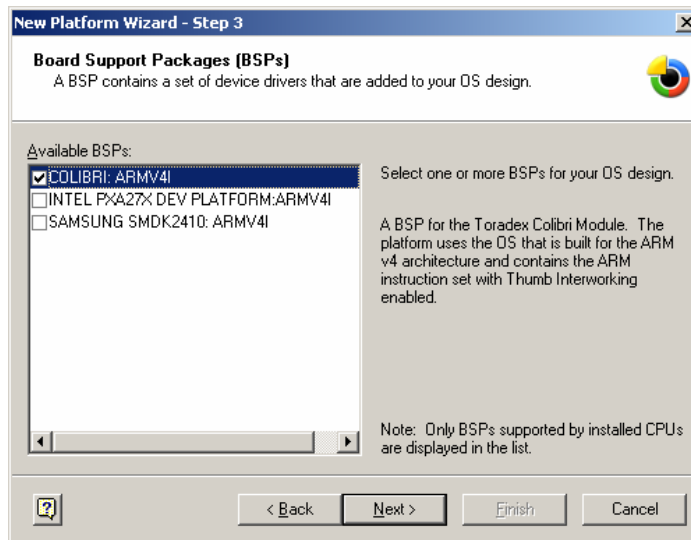 New Platform Wizard - Step 3
Board Support Packages (BSPs)
A BSP contains a set of device drivers that are added to your OS design.
Available BSPs:
COLIBRI: ARMV4I
INTEL PXA27X DEV PLATFORM:ARMV4I
SAMSUNG SMDK2410: ARMV4I
Select one or more BSPs for your OS design.
A BSP for the Toradex Colibri Module. The
platform uses the OS that is built for the ARM
v4 architecture and contains the ARM
instruction set with Thumb Interworking
enabled.
Note: Only BSPs supported by installed CPUs
are displayed in the list.
< Back
Next >
Finish
Cancel